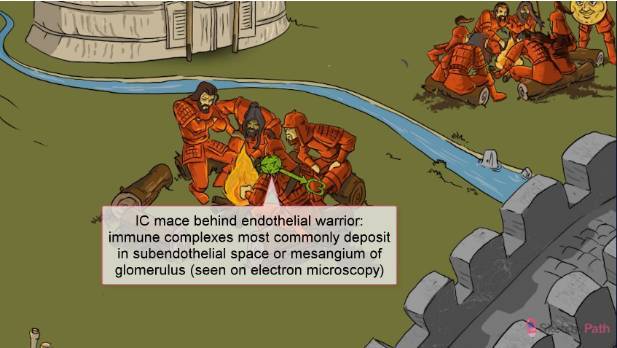 IC mace behind endothelial warrior:
immune complexes most commonly deposit
in subendothelial space or mesangium of
glomerulus (seen on electron microscopy)
Path